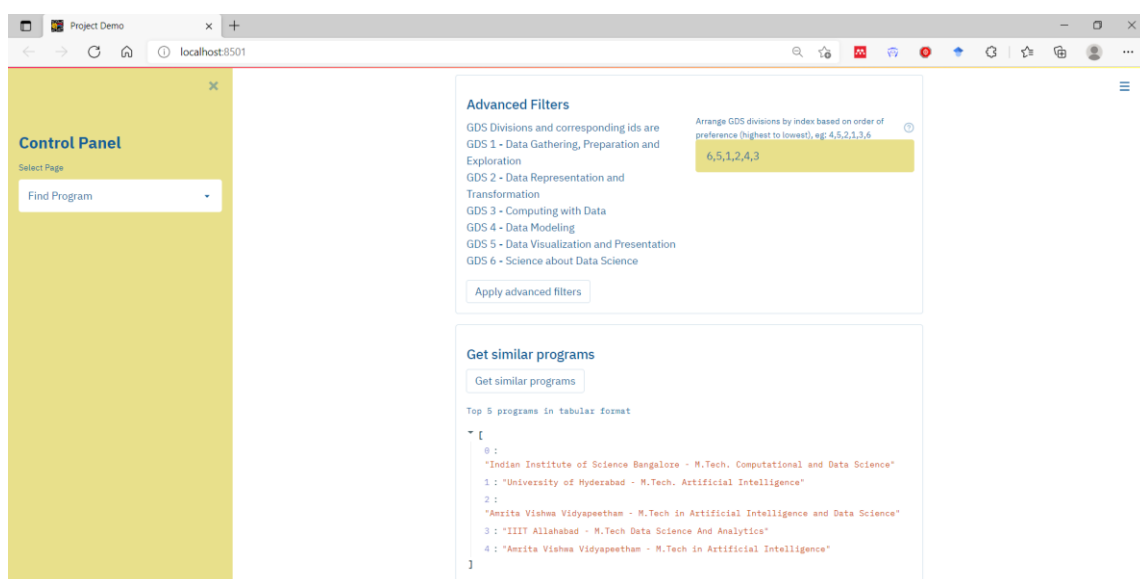 Project Demo
localhost:8501
Control Panel
Select Page
Find Program
Advanced Filters
GDS Divisions and corresponding ids are
GDS 1 - Data Gathering, Preparation and
Exploration
GDS 2 - Data Representation and
Transformation
GDS 3 - Computing with Data
GDS 4 - Data Modeling
GDS 5 - Data Visualization and Presentation
GDS 6 - Science about Data Science
Arrange GDS divisions by index based on order of
preference (highest to lowest), eg: 4,5,2,1,3,6
6,5,1,2,4,3
Apply advanced filters
Get similar programs
Get similar programs
Top 5 programs in tabular format
[
0 :
"Indian Institute of Science Bangalore - M.Tech. Computational and Data Science"
1 : "University of Hyderabad - M.Tech. Artificial Intelligence"
2 :
"Amrita Vishwa Vidyapeetham - M.Tech in Artificial Intelligence and Data Science"
3 : "IIIT Allahabad - M.Tech Data Science And Analytics"
4 : "Amrita Vishwa Vidyapeetham - M.Tech in Artificial Intelligence"
]